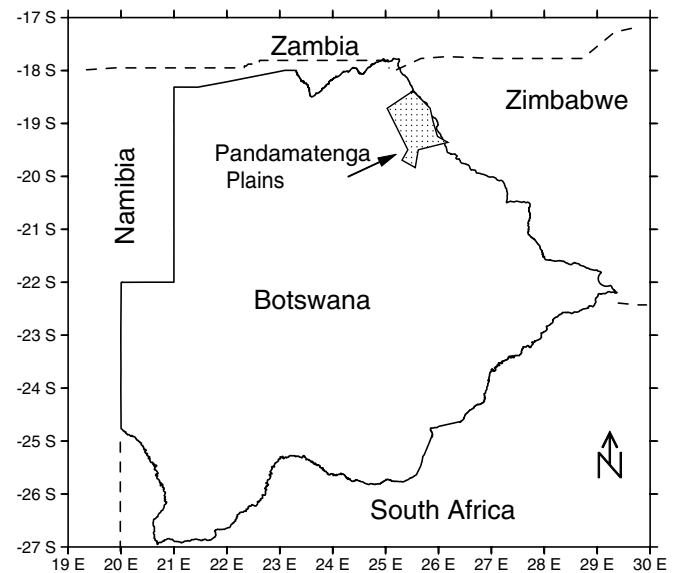 -17 S
Zambia
-18 S
Zimbabwe
-19 S
Pandamatenga
Plains
-20 S
Namibia
-21 S
-22 S
Botswana
-23 S
-24 S
-25 S
N
-26 S
South Africa
-27 S
19 E 20 E 21 E 22 E 23 E 24 E 25 E 26 E 27 E 28 E 29 E 30 E